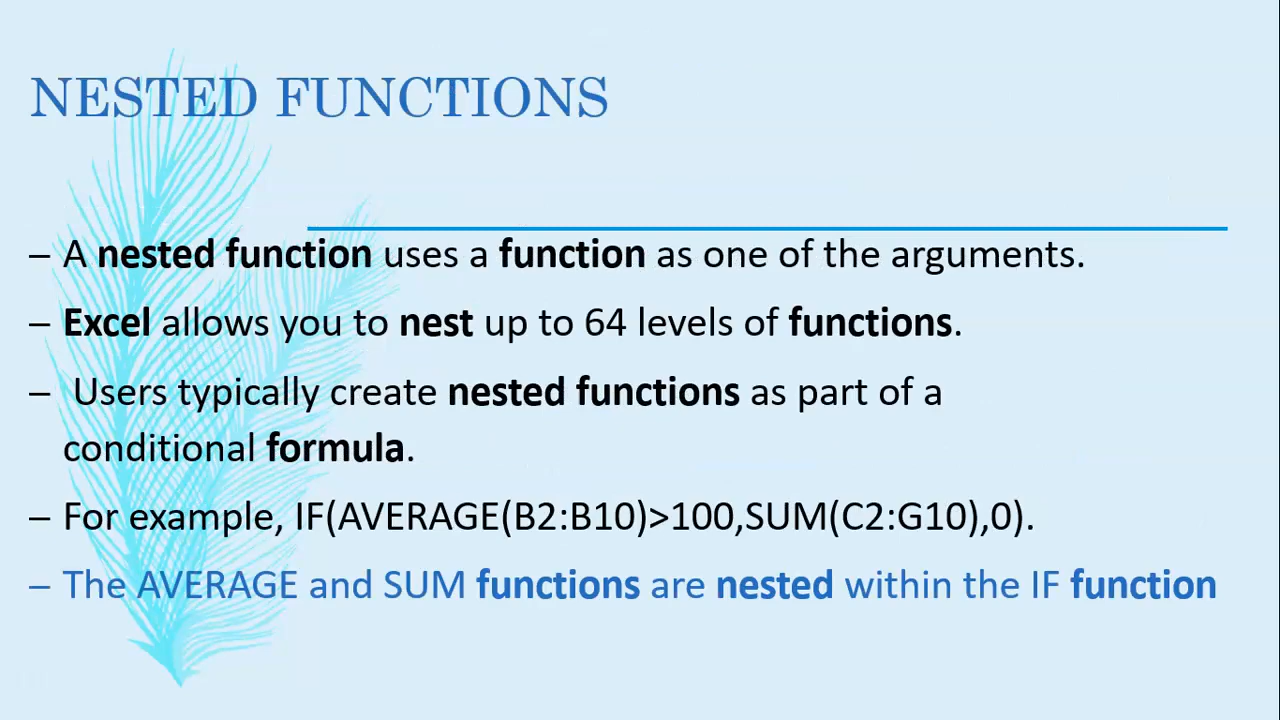 NESTED FUNCTIONS
– A nested function uses a function as one of the arguments.
– Excel allows you to nest up to 64 levels of functions.
– Users typically create nested functions as part of a
conditional formula.
– For example, IF(AVERAGE(B2:B10)>100,SUM(C2:G10),0).
– The AVERAGE and SUM functions are nested within the IF function